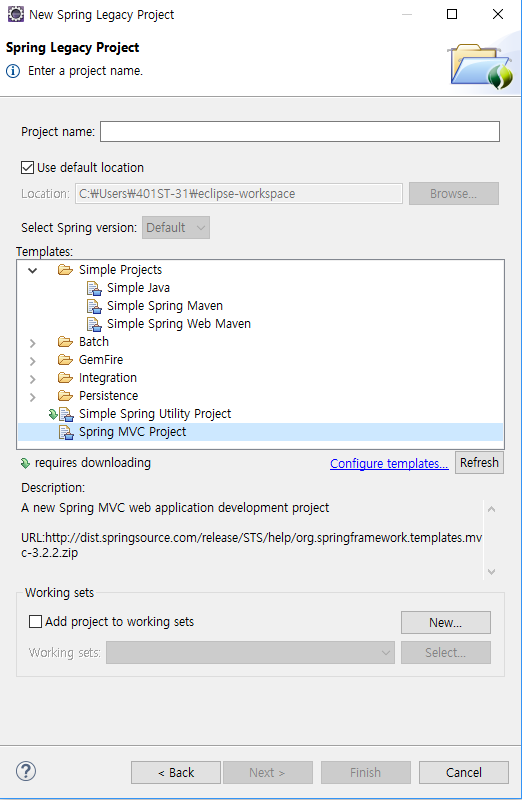 New Spring Legacy Project
Spring Legacy Project
Enter a project name.
Project name:
Use default location
Location: C:₩Users₩401ST-31₩eclipse-workspace Browse...
Select Spring version: Default
Templates:
Simple Projects
Simple Java
Simple Spring Maven
Simple Spring Web Maven
Batch
GemFire
Integration
Persistence
Simple Spring Utility Project
Spring MVC Project
requires downloading Configure templates... Refresh
Description:
A new Spring MVC web application development project
URL:http://dist.springsource.com/release/STS/help/org.springframework.templates.mv
c-3.2.2.zip
Working sets
Add project to working sets New...
Working sets: Select...
? < Back Next > Finish Cancel